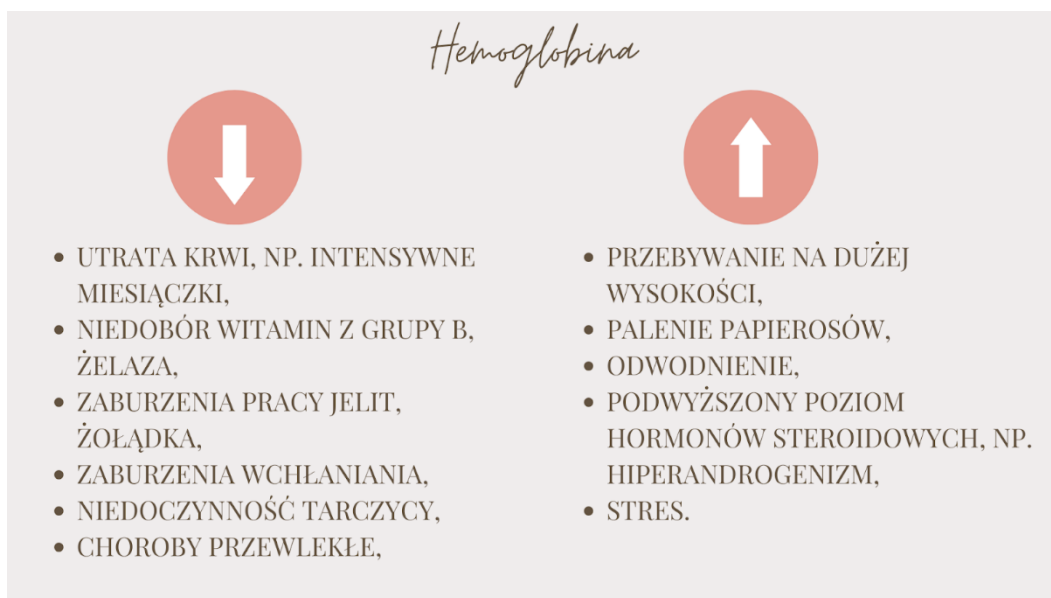 Hemoglobina
UTRATA KRWI, NP. INTENSYWNE
MIESIĄCZKI,
NIEDOBÓR WITAMIN Z GRUPY B,
ŻELAZA,
ZABURZENIA PRACY JELIT,
ŻOŁĄDKA,
ZABURZENIA WCHŁANIANIA,
NIEDOCZYNNOŚĆ TARCZYCY,
CHOROBY PRZEWLEKŁE,
PRZEBYWANIE NA DUŻEJ
WYSOKOŚCI,
PALENIE PAPIEROSÓW,
ODWODNIENIE,
PODWYŻSZONY POZIOM
HORMONÓW STEROIDOWYCH, NP.
HIPERANDROGENIZM,
STRES.